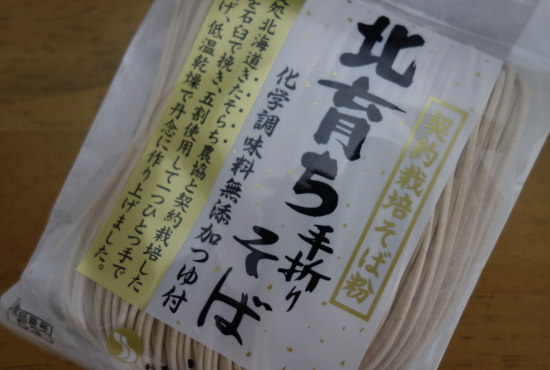 契約栽培そば粉
北育ち
手折り
そば
化学調味料無添加つゆ付
処北海道・きたそらち農協と契約栽培した
を石臼で挽き、五割使用して一つひとつ手で
げ、低温乾燥で丹念に作り上げました。